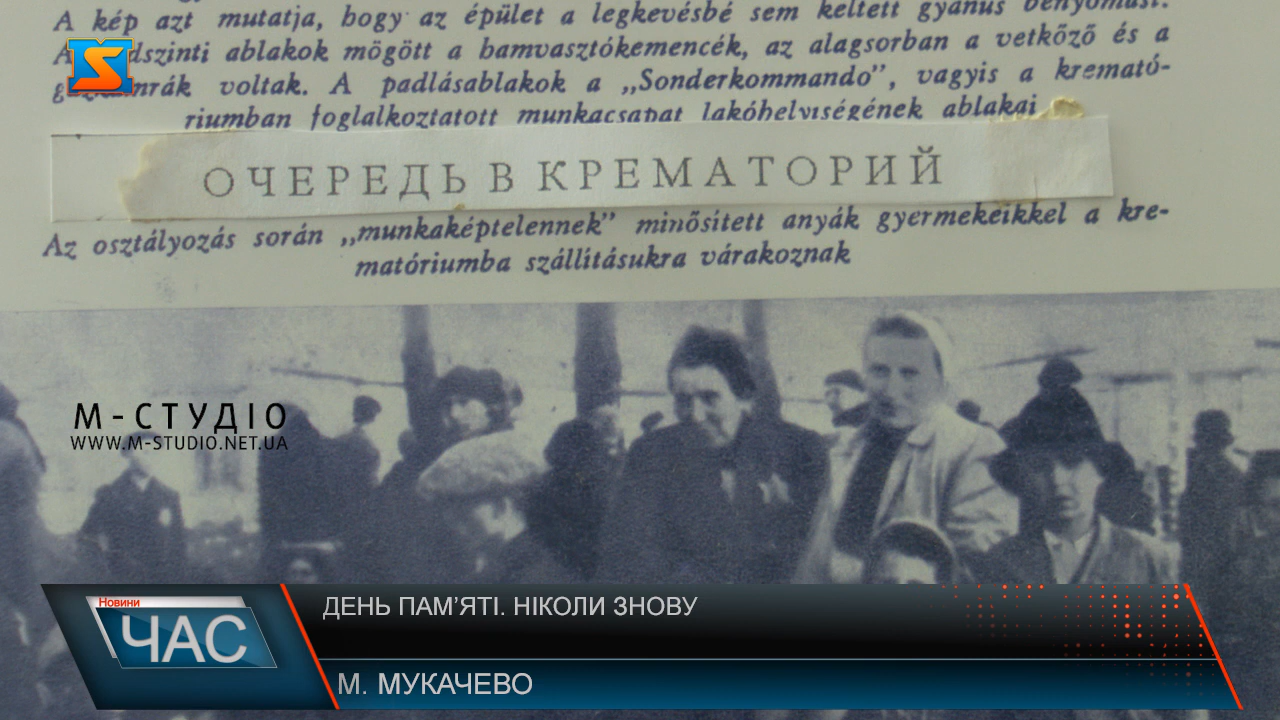 A kép azt mutatja, hogy az épület a legkevésbé sem keltett gyanús benyomást.
ablakok mögött a hamvasztókemencék, az alagsorban a vetkőző és a
voltak. A padlásablakok a „Sonderkommando”, vagyis a kremató-
riumban foglalkoztatott munkacsapat lakóhelyiségének ablakai
ОЧЕРЕДЬ В КРЕМАТОРИЙ
Az osztályozás során „munkaképtelennek” minősített anyák gyermekeikkel a kre-
matóriumba szállításukra várakoznak
М-СТУДІО
WWW.M-STUDIO.NET.UA
Новини
ЧАС
ДЕНЬ ПАМ’ЯТІ. НІКОЛИ ЗНОВУ
М. МУКАЧЕВО